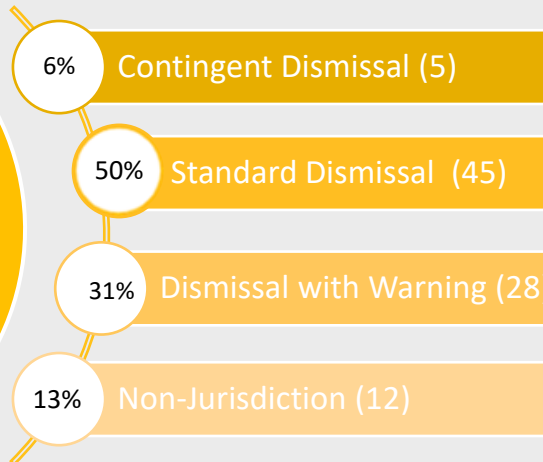 6% Contingent Dismissal (5)
50% Standard Dismissal (45)
31% Dismissal with Warning (28
13% Non-Jurisdiction (12)